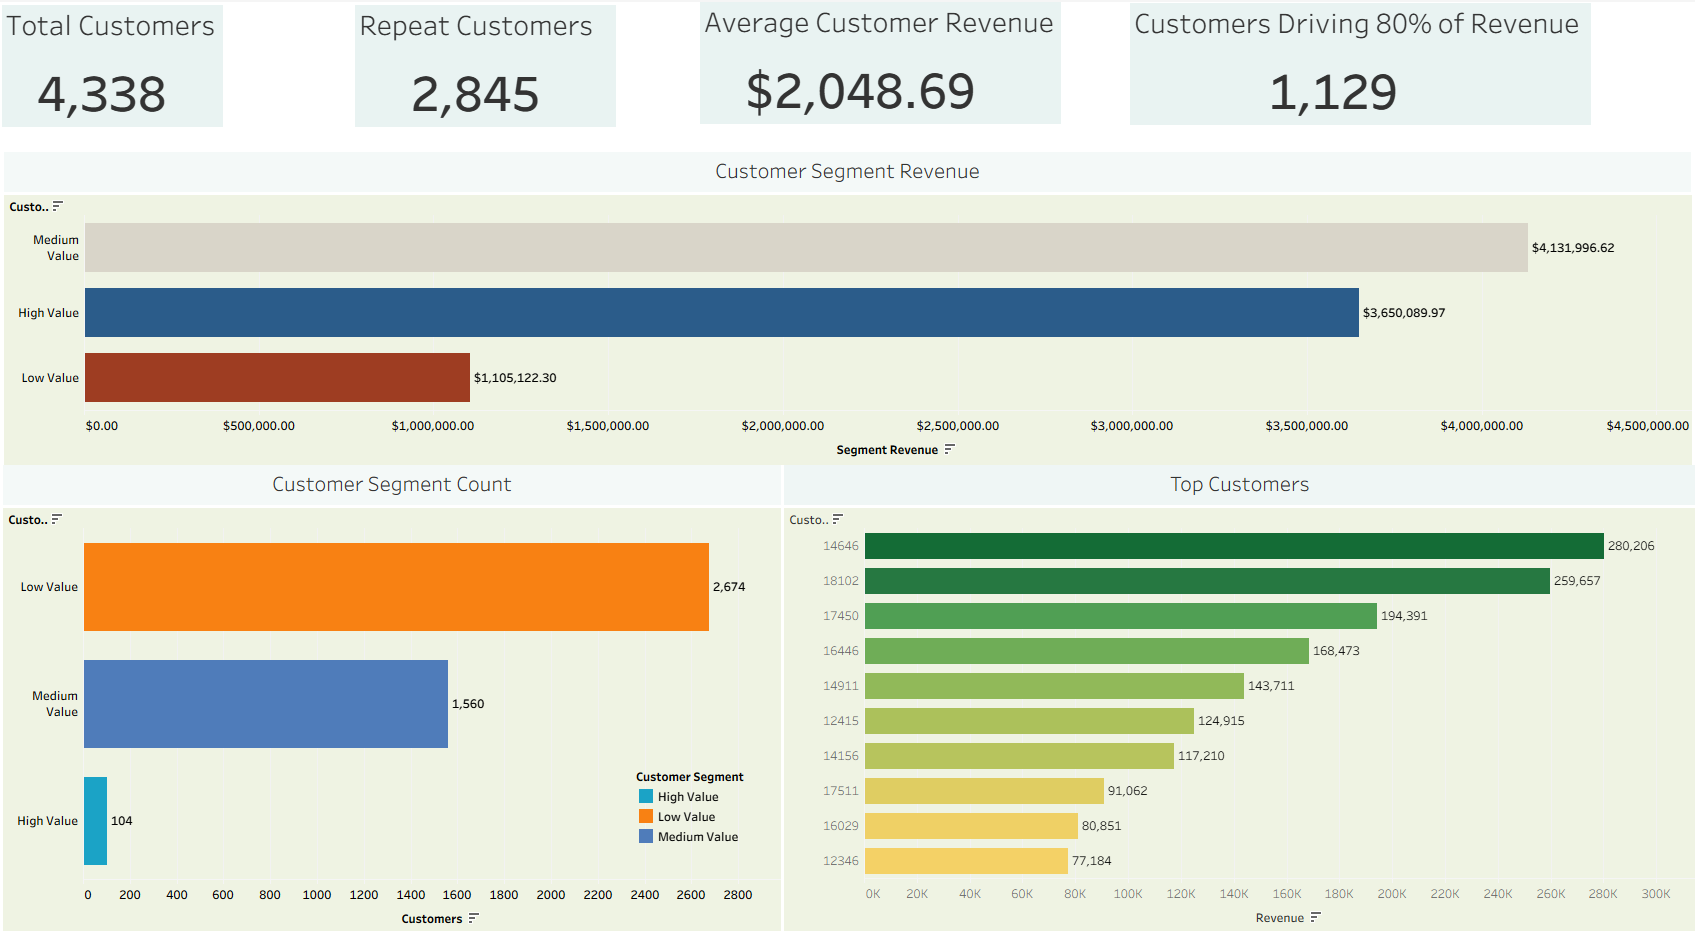 Total Customers
4,338
Repeat Customers
2,845
Average Customer Revenue
$2,048.69
Customers Driving 80% of Revenue
1,129
Customer Segment Revenue
Custo..
Medium
Value
$4,131,996.62
High Value
$3,650,089.97
Low Value
$1,105,122.30
$0.00 $500,000.00 $1,000,000.00 $1,500,000.00 $2,000,000.00 $2,500,000.00 $3,000,000.00 $3,500,000.00 $4,000,000.00 $4,500,000.00
Segment Revenue
Customer Segment Count
Custo..
Low Value
2,674
Medium
Value
1,560
High Value
104
Customer Segment
High Value
Low Value
Medium Value
0 200 400 600 800 1000 1200 1400 1600 1800 2000 2200 2400 2600 2800
Customers
Top Customers
Custo..
14646 280,206
18102 259,657
17450 194,391
16446 168,473
14911 143,711
12415 124,915
14156 117,210
17511 91,062
16029 80,851
12346 77,184
0K 20K 40K 60K 80K 100K 120K 140K 160K 180K 200K 220K 240K 260K 280K 300K
Revenue